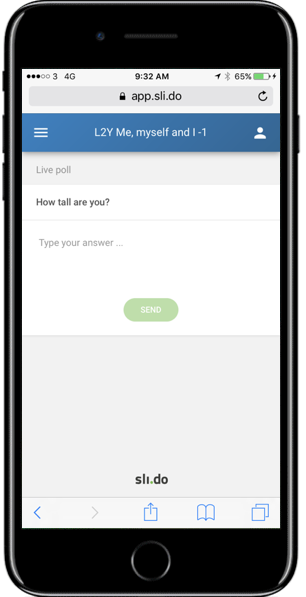 3 4G 9:32 AM 65%
app.sli.do
L2Y Me, myself and I -1
Live poll
How tall are you?
Type your answer ...
SEND
sli.do